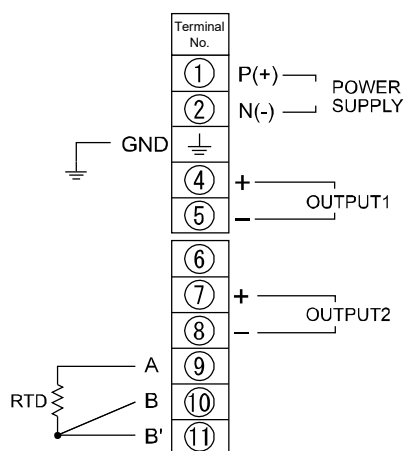 Terminal
No.
① P(+)
POWER
SUPPLY
② N(-)
GND
④ +
OUTPUT1
⑤ −
⑥
⑦ +
OUTPUT2
⑧ −
A ⑨
RTD
B ⑩
B' ⑪